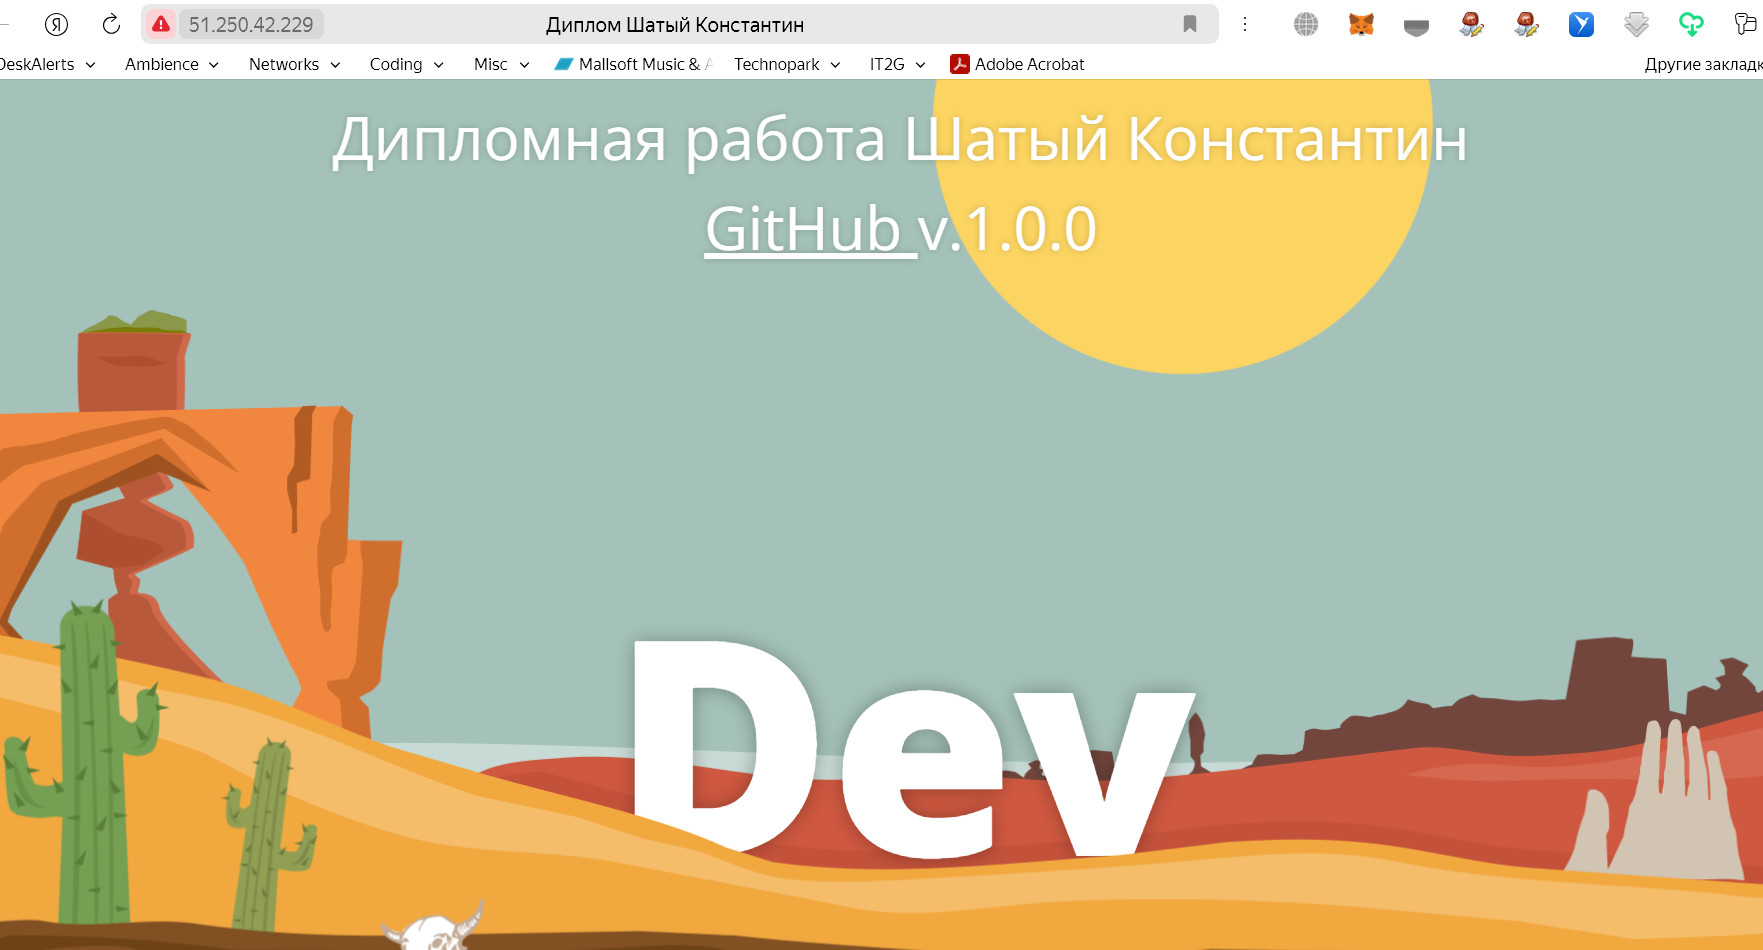 51.250.42.229 Диплом Шатый Константин
DeskAlerts Ambience Networks Coding Misc Mallsoft Music & Technopark IT2G Adobe Acrobat Другие
Дипломная работа Шатый Константин
GitHub v.1.0.0
Dev